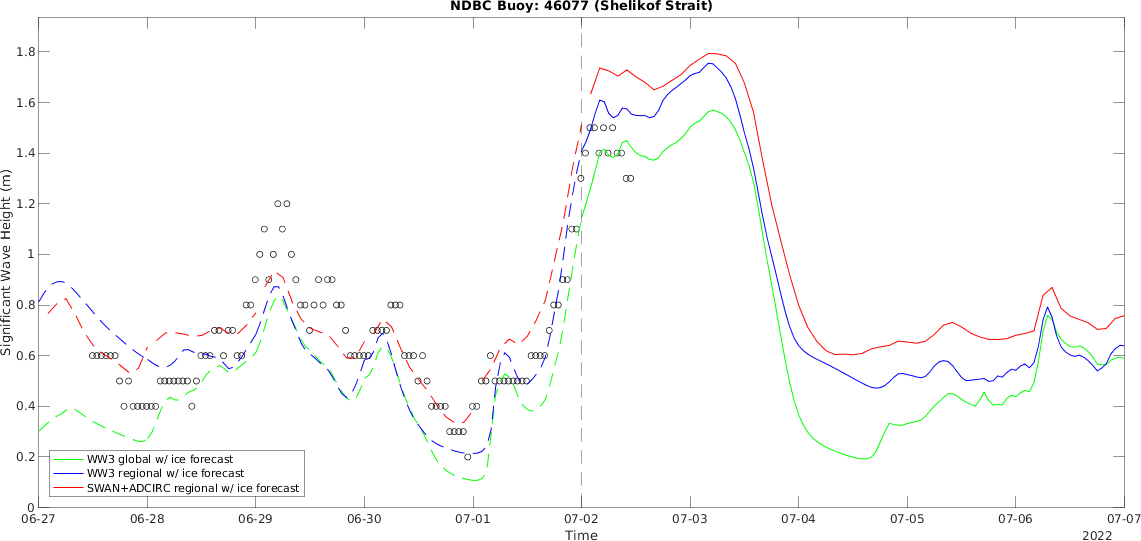 NDBC Buoy: 46077 (Shelikof Strait)
Significant Wave Height (m)
1.8
1.6
1.4
1.2
1
0.8
0.6
0.4
0.2
0
WW3 global w/ ice forecast
WW3 regional w/ ice forecast
SWAN+ADCIRC regional w/ ice forecast
06-27 06-28 06-29 06-30 07-01 07-02 07-03 07-04 07-05 07-06 07-07
Time
2022